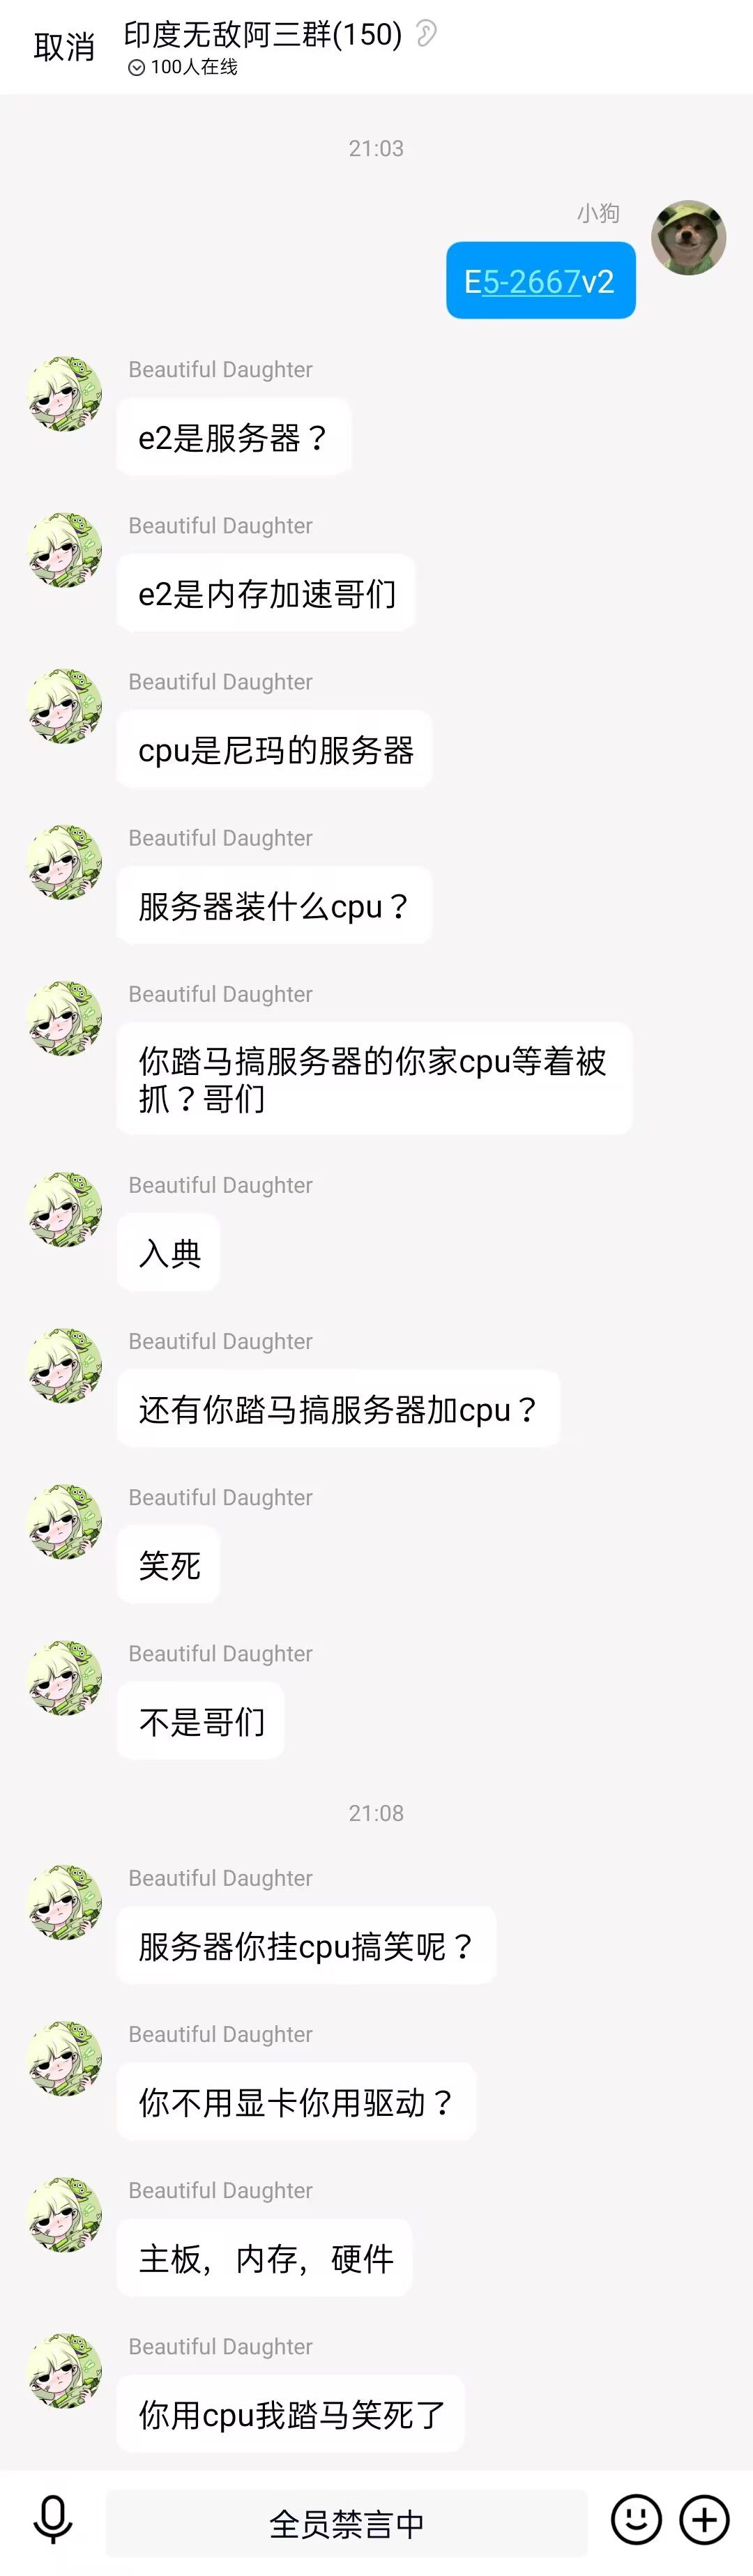 取消
印度无敌阿三群(150)
100人在线
21:03
小狗
E5-2667v2
Beautiful Daughter
e2是服务器？
Beautiful Daughter
e2是内存加速哥们
Beautiful Daughter
cpu是尼玛的服务器
Beautiful Daughter
服务器装什么cpu？
Beautiful Daughter
你踏马搞服务器的你家cpu等着被
抓？哥们
Beautiful Daughter
入典
Beautiful Daughter
还有你踏马搞服务器加cpu？
Beautiful Daughter
笑死
Beautiful Daughter
不是哥们
21:08
Beautiful Daughter
服务器你挂cpu搞笑呢？
Beautiful Daughter
你不用显卡你用驱动？
Beautiful Daughter
主板，内存，硬件
Beautiful Daughter
你用cpu我踏马笑死了
全员禁言中